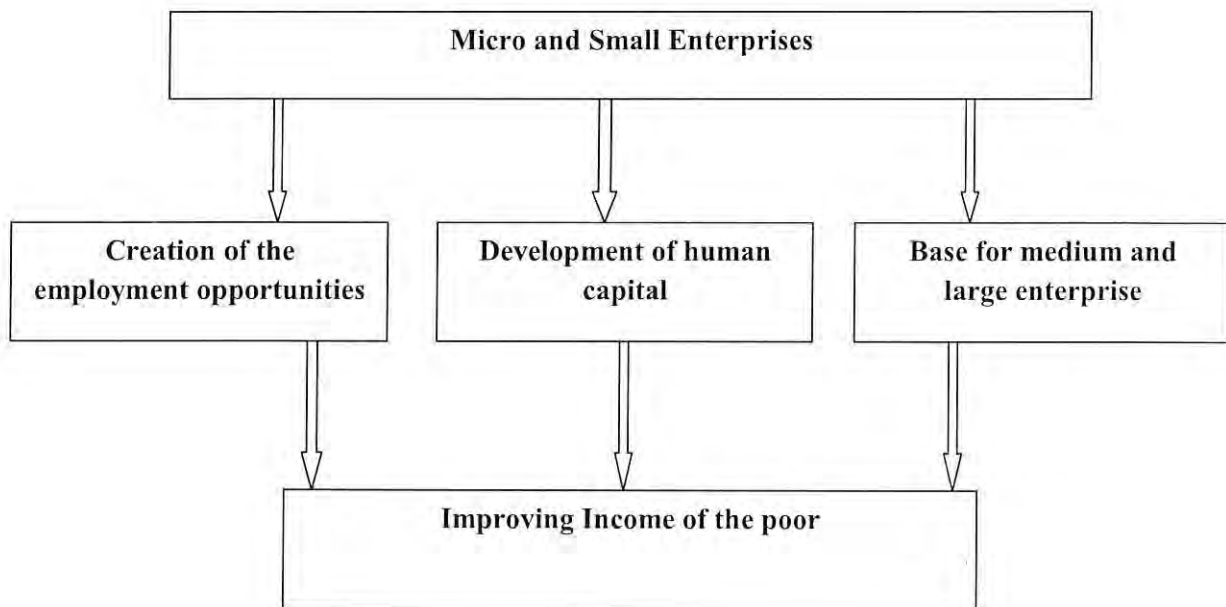 Micro and Small Enterprises
Creation of the
employment opportunities
Development of human
capital
Base for medium and
large enterprise
Improving Income of the poor